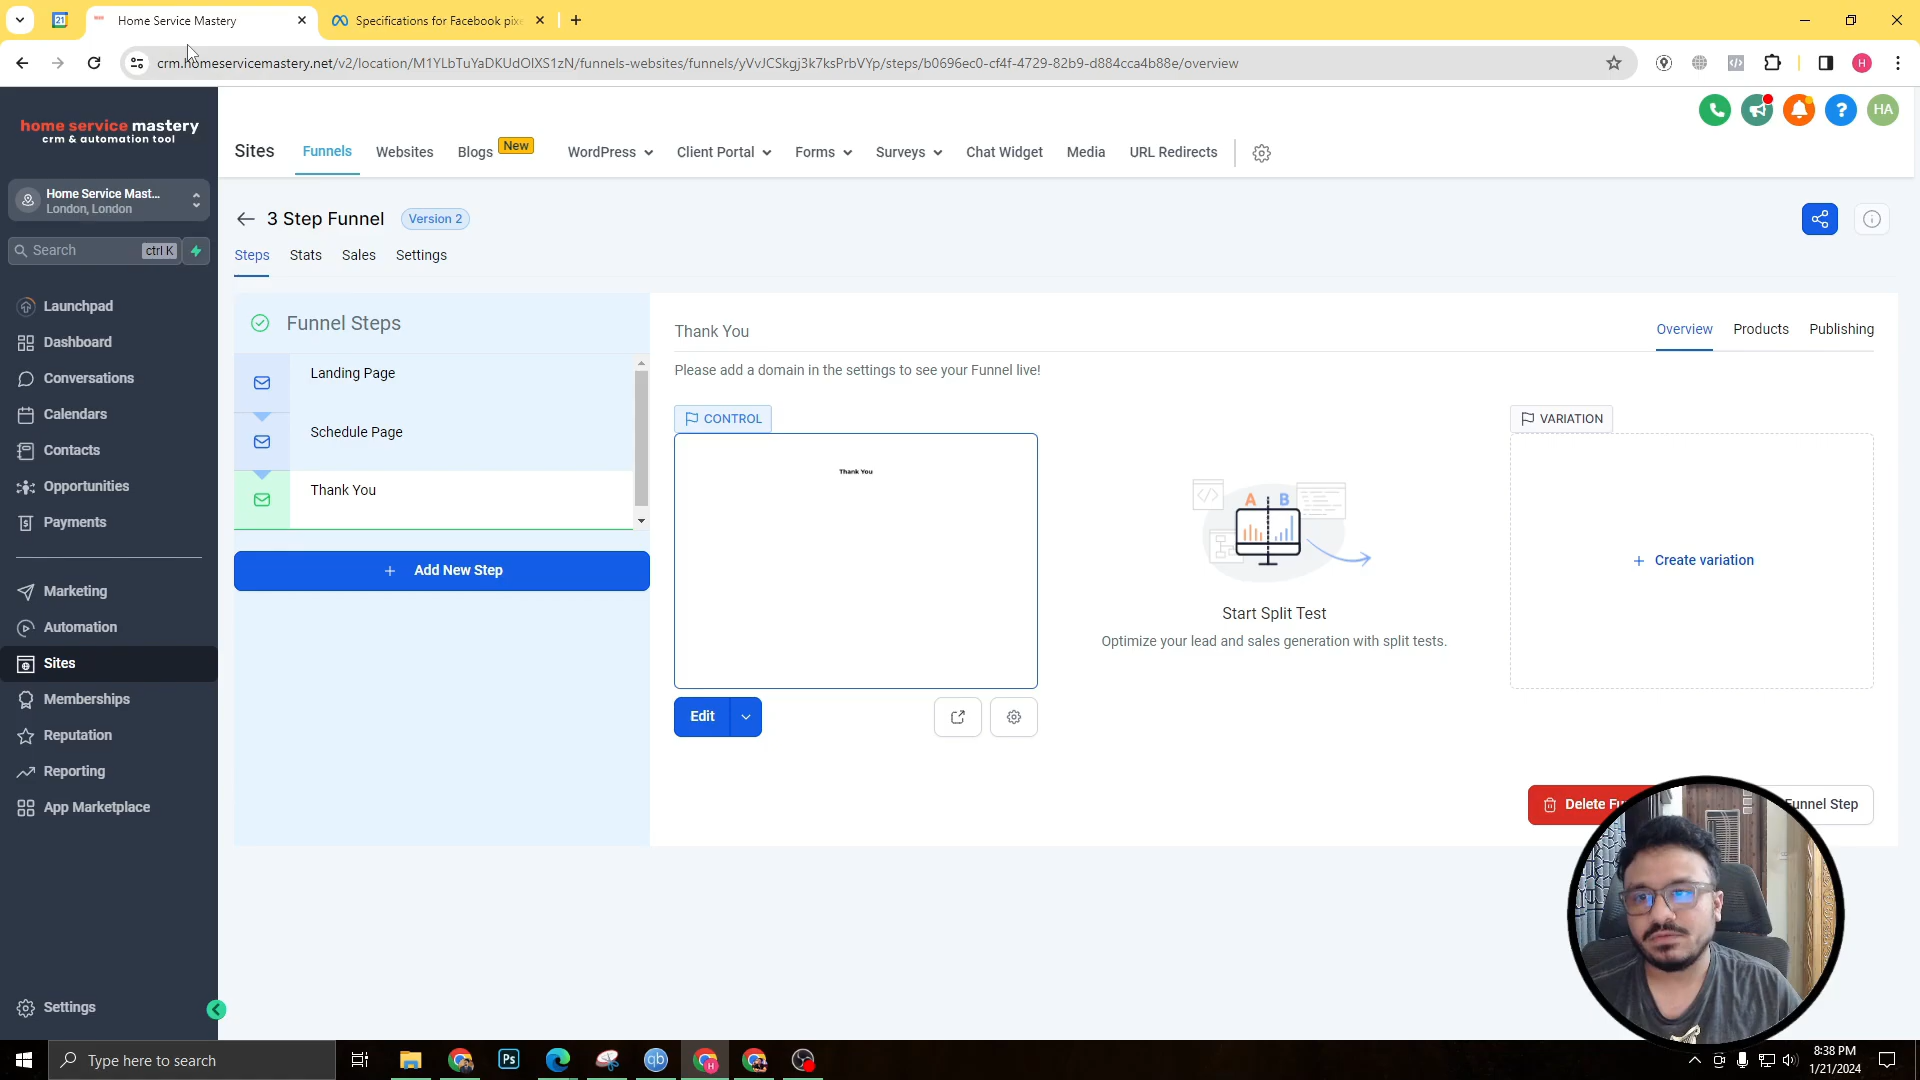 21
Home Service Mastery
Specifications for Facebook pixe
crm.homeservicemastery.net/v2/location/M1YLbTuYaDKUdOlXS1zN/funnels-websites/funnels/yVvJCSkgj3k7ksPrbVYp/steps/b0696ec0-cf4f-4729-82b9-d884cca4b88e/overview
H
home service mastery
crm & automation tool
HA
Sites
Funnels
Websites
Blogs
New
WordPress
Client Portal
Forms
Surveys
Chat Widget
Media
URL Redirects
Home Service Mast...
London, London
Search
ctrl K
3 Step Funnel
Version 2
Steps
Stats
Sales
Settings
Launchpad
Dashboard
Conversations
Calendars
Contacts
Opportunities
Payments
Marketing
Automation
Sites
Memberships
Reputation
Reporting
App Marketplace
Settings
Funnel Steps
Landing Page
Schedule Page
Thank You
Add New Step
Thank You
Overview
Products
Publishing
Please add a domain in the settings to see your Funnel live!
CONTROL
Thank You
Edit
A B
Start Split Test
Optimize your lead and sales generation with split tests.
VARIATION
Create variation
Delete Fu
Funnel Step
Type here to search
Ps
qb
8:38 PM
1/21/2024